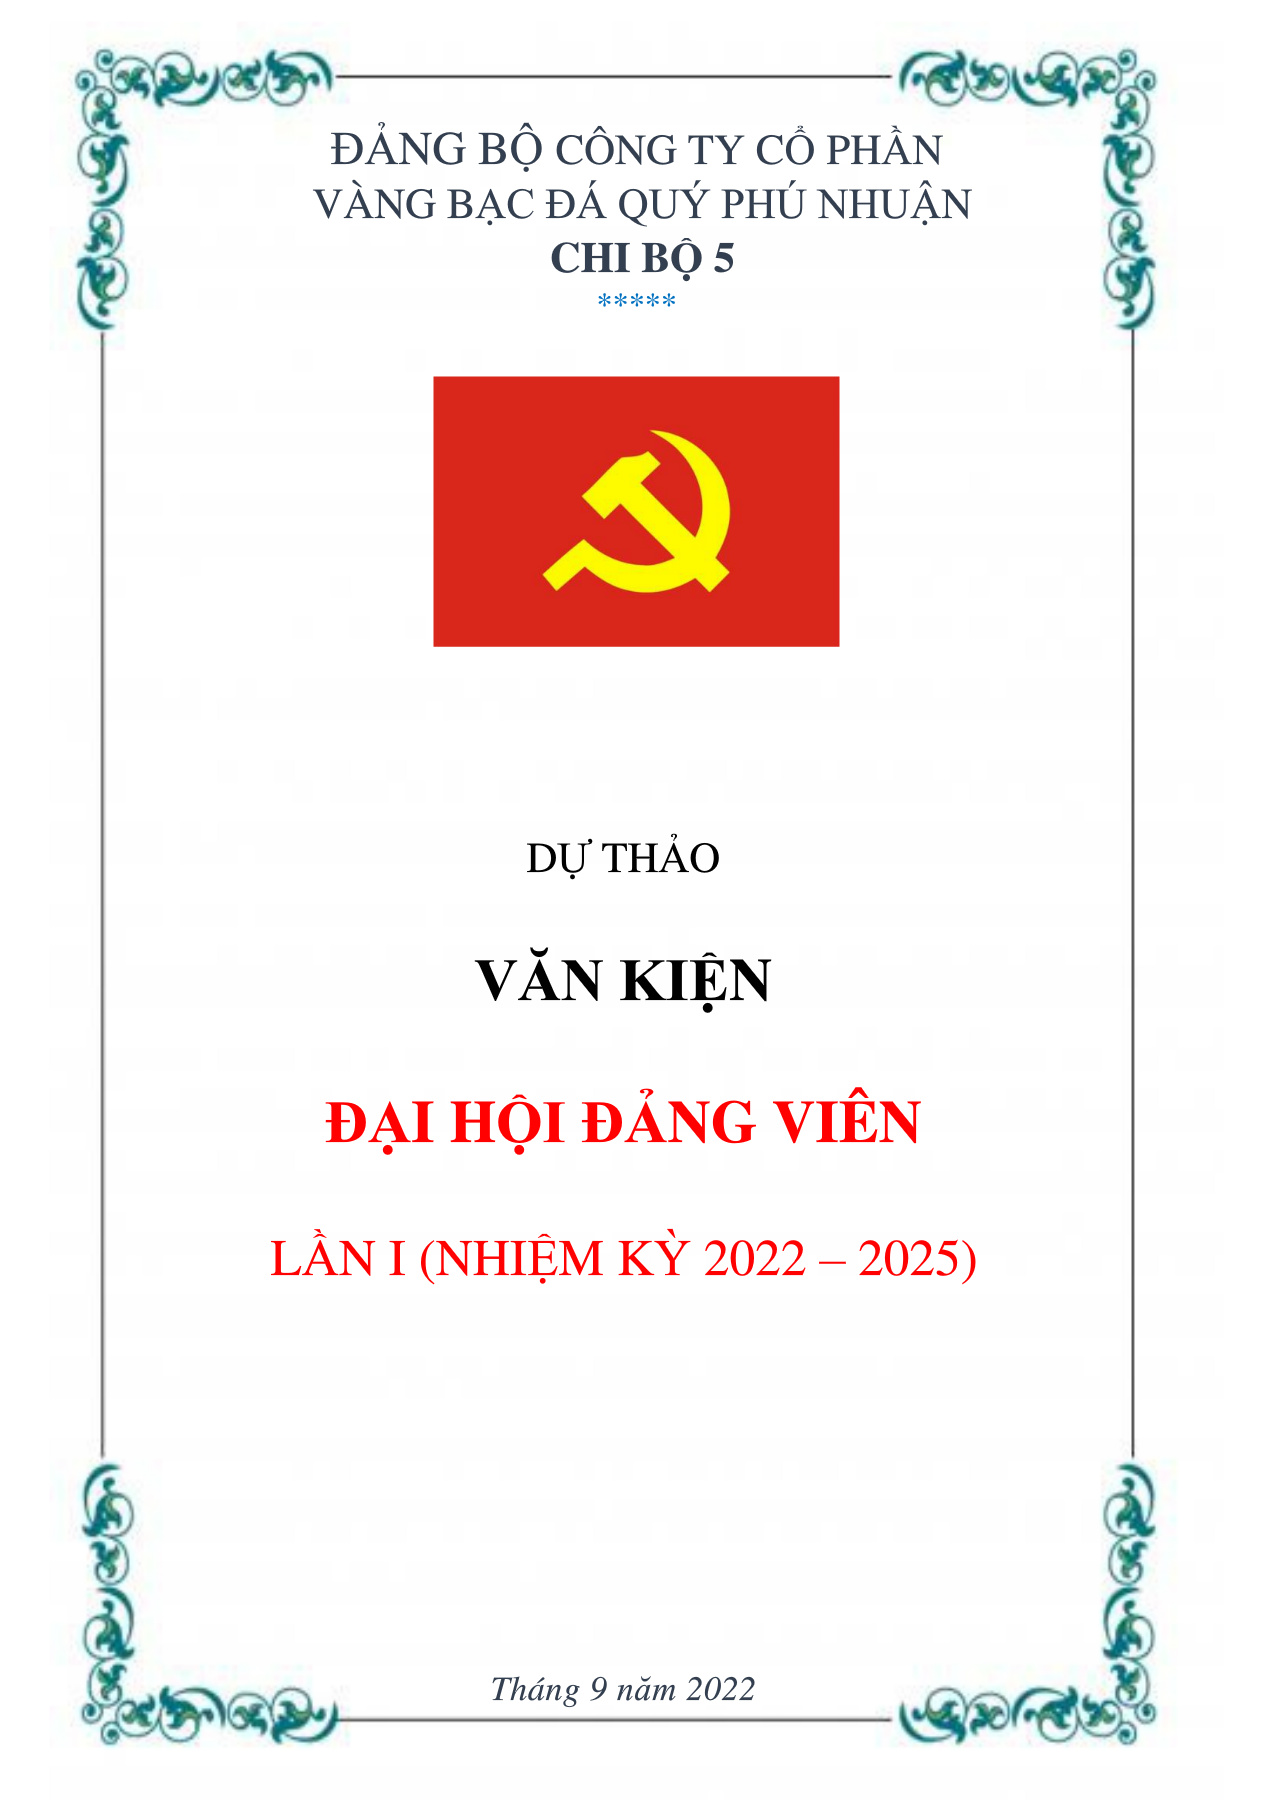 ĐẢNG BỘ CÔNG TY CỔ PHẦN
VÀNG BẠC ĐÁ QUÝ PHÚ NHUẬN
CHI BỘ 5
*****
DỰ THẢO
VĂN KIỆN
ĐẠI HỘI ĐẢNG VIÊN
LẦN I (NHIỆM KỲ 2022 – 2025)
Tháng 9 năm 2022